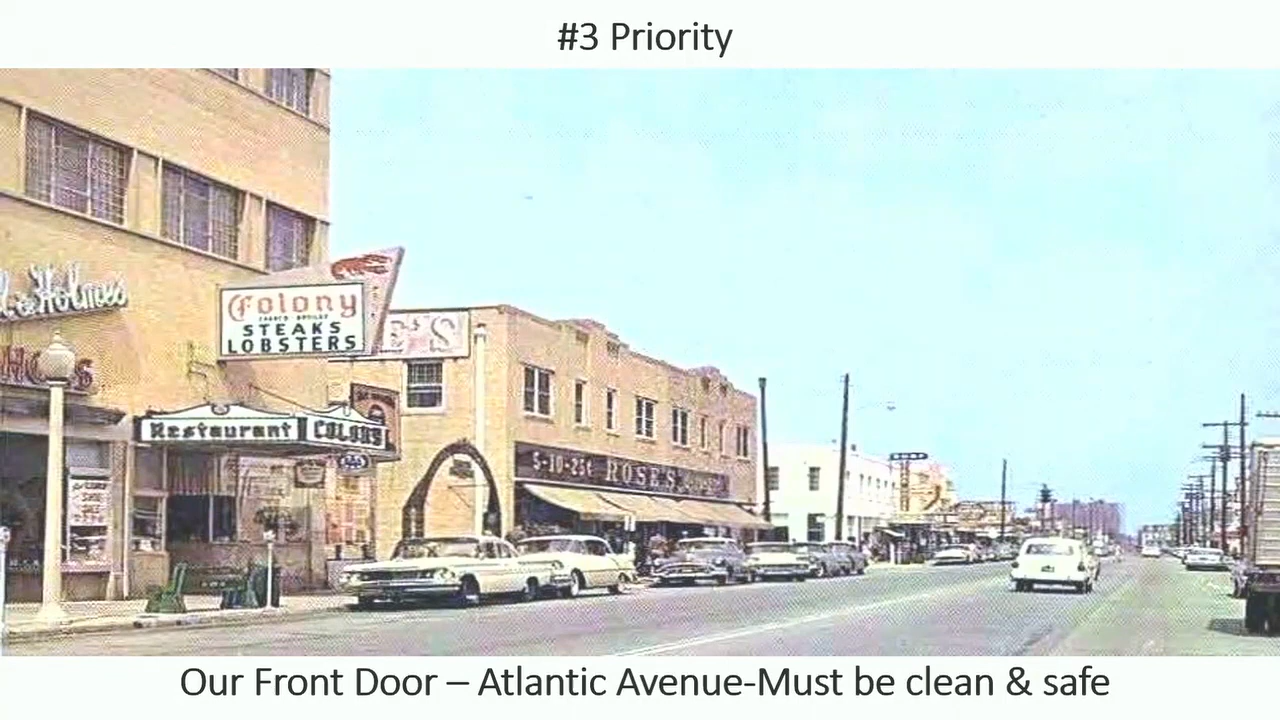 #3 Priority
Holmes
Colony
STEAKS
LOBSTERS
Restaurant
COLONY
5-10-25¢ ROSE'S
Our Front Door – Atlantic Avenue-Must be clean & safe